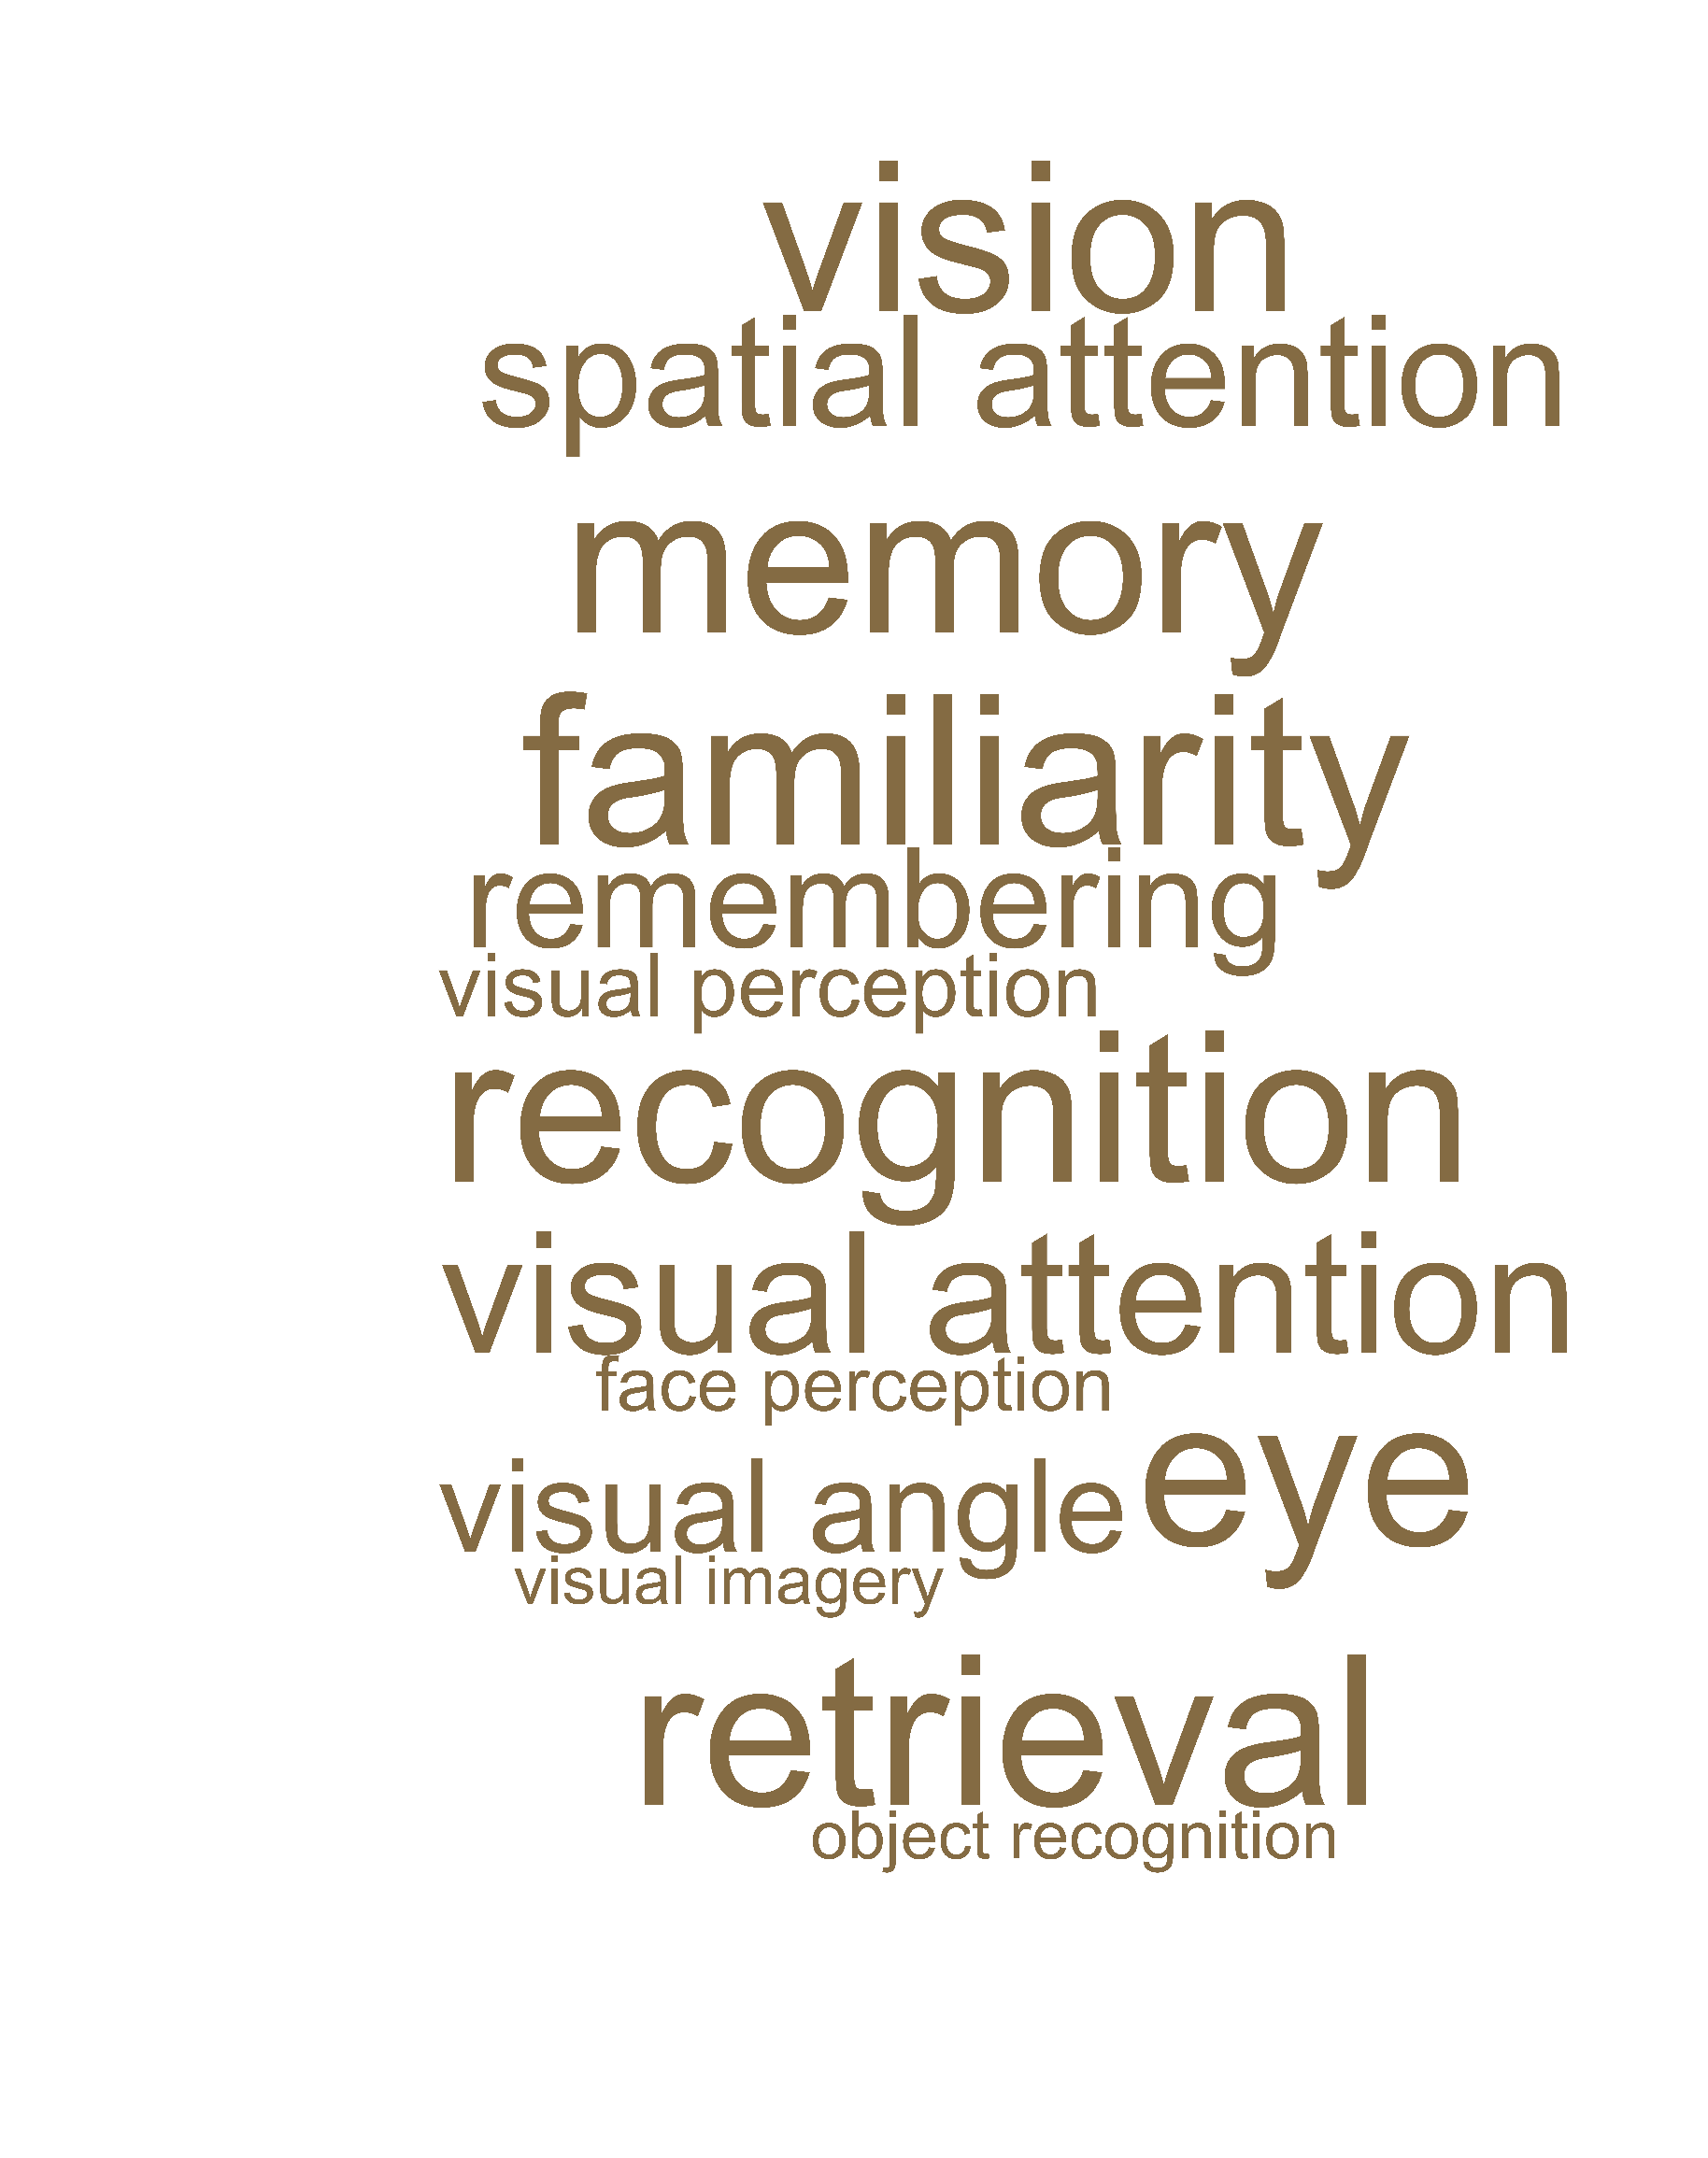 vision
spatial attention
memory
familiarity
remembering
visual perception
recognition
visual attention
face perception
eye
visual angle
visual imagery
retrieval
object recognition